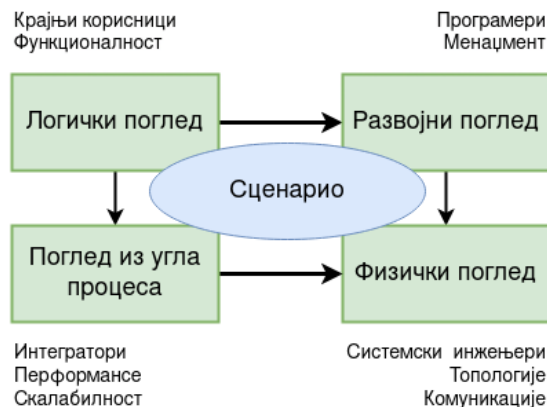 Крајњи корисници
Функционалност
Програмери
Менаџмент
Логички поглед
Развојни поглед
Сценарио
Поглед из угла
процеса
Физички поглед
Интегратори
Перформансе
Скалабилност
Системски инжењери
Топологије
Комуникације